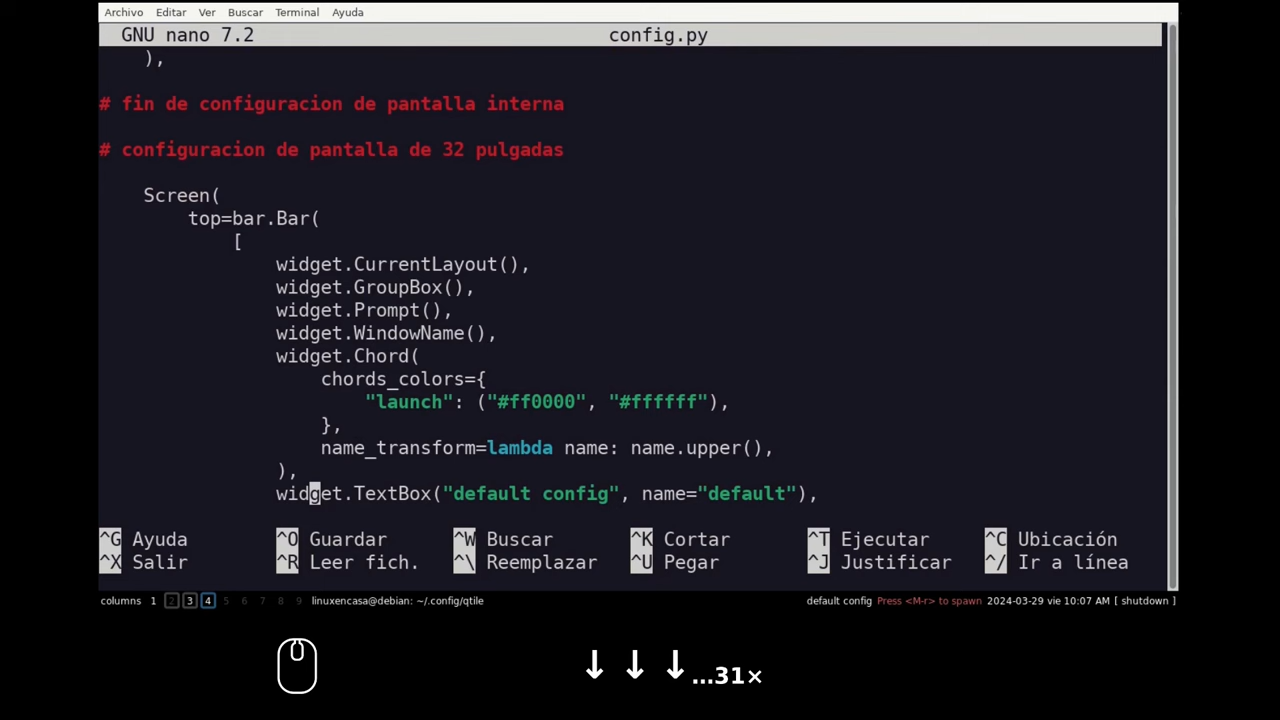 Archivo Editar Ver Buscar Terminal Ayuda
GNU nano 7.2 config.py
),
# fin de configuracion de pantalla interna
# configuracion de pantalla de 32 pulgadas
Screen(
top=bar.Bar(
[
widget.CurrentLayout(),
widget.GroupBox(),
widget.Prompt(),
widget.WindowName(),
widget.Chord(
chords_colors={
"launch": ("#ff0000", "#ffffff"),
},
name_transform=lambda name: name.upper(),
),
widget.TextBox("default config", name="default"),
^G Ayuda ^O Guardar ^W Buscar ^K Cortar ^T Ejecutar ^C Ubicación
^X Salir ^R Leer fich. ^\ Reemplazar ^U Pegar ^J Justificar ^/ Ir a línea
columns 1 2 3 4 5 6 7 8 9 linuxencasa@debian: ~/.config/qtile default config Press <M-r> to spawn 2024-03-29 vie 10:07 AM [ shutdown ]
↓ ↓ ↓ ...31×